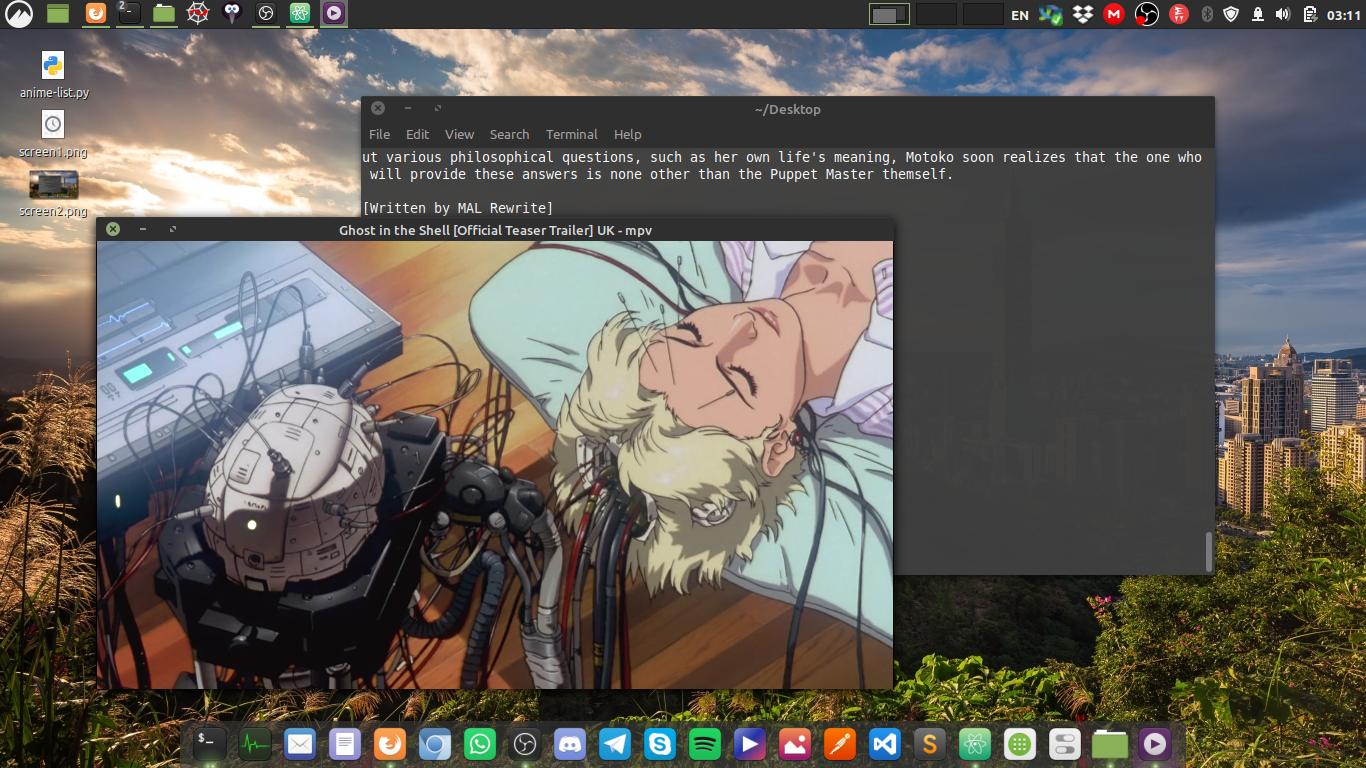 2
EN
03:11
anime-list.py
screen1.png
screen2.png
~/Desktop
File Edit View Search Terminal Help
ut various philosophical questions, such as her own life's meaning, Motoko soon realizes that the one who
will provide these answers is none other than the Puppet Master themself.
[Written by MAL Rewrite]
Ghost in the Shell [Official Teaser Trailer] UK - mpv
$_